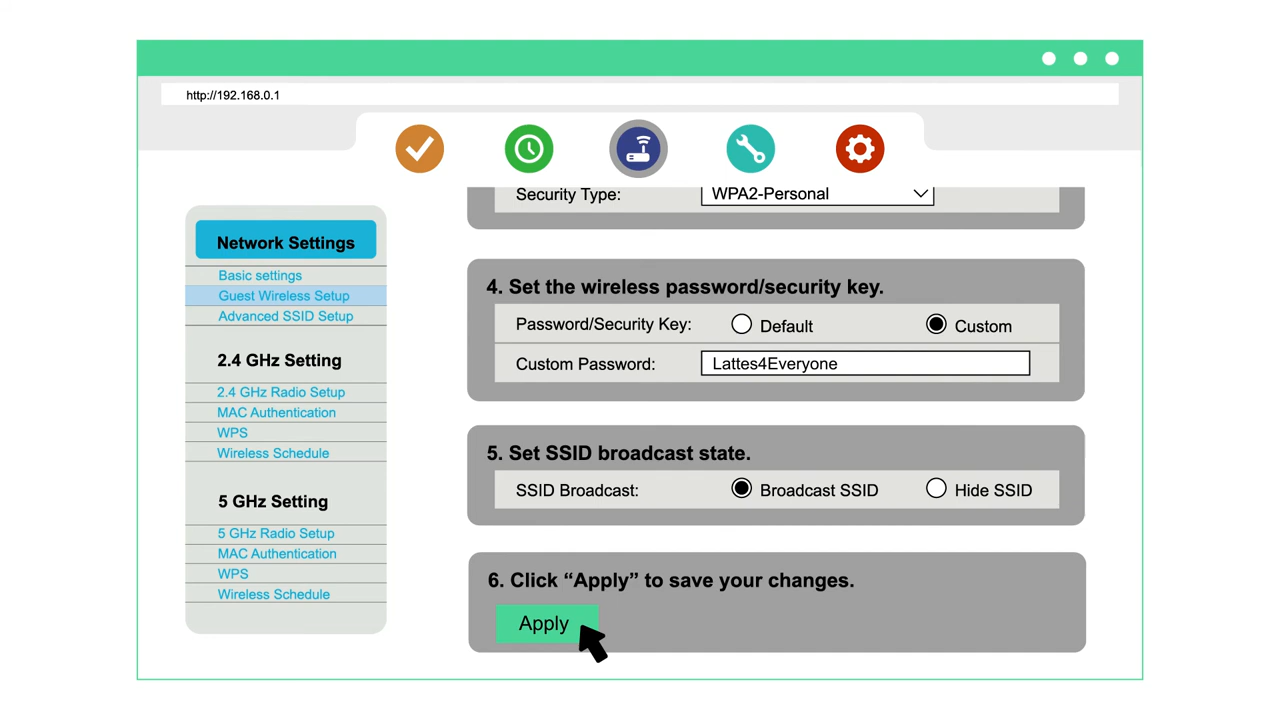 http://192.168.0.1
Security Type: WPA2-Personal
Network Settings
Basic settings
Guest Wireless Setup
Advanced SSID Setup
2.4 GHz Setting
2.4 GHz Radio Setup
MAC Authentication
WPS
Wireless Schedule
5 GHz Setting
5 GHz Radio Setup
MAC Authentication
WPS
Wireless Schedule
4. Set the wireless password/security key.
Password/Security Key: Default Custom
Custom Password: Lattes4Everyone
5. Set SSID broadcast state.
SSID Broadcast: Broadcast SSID Hide SSID
6. Click “Apply” to save your changes.
Apply